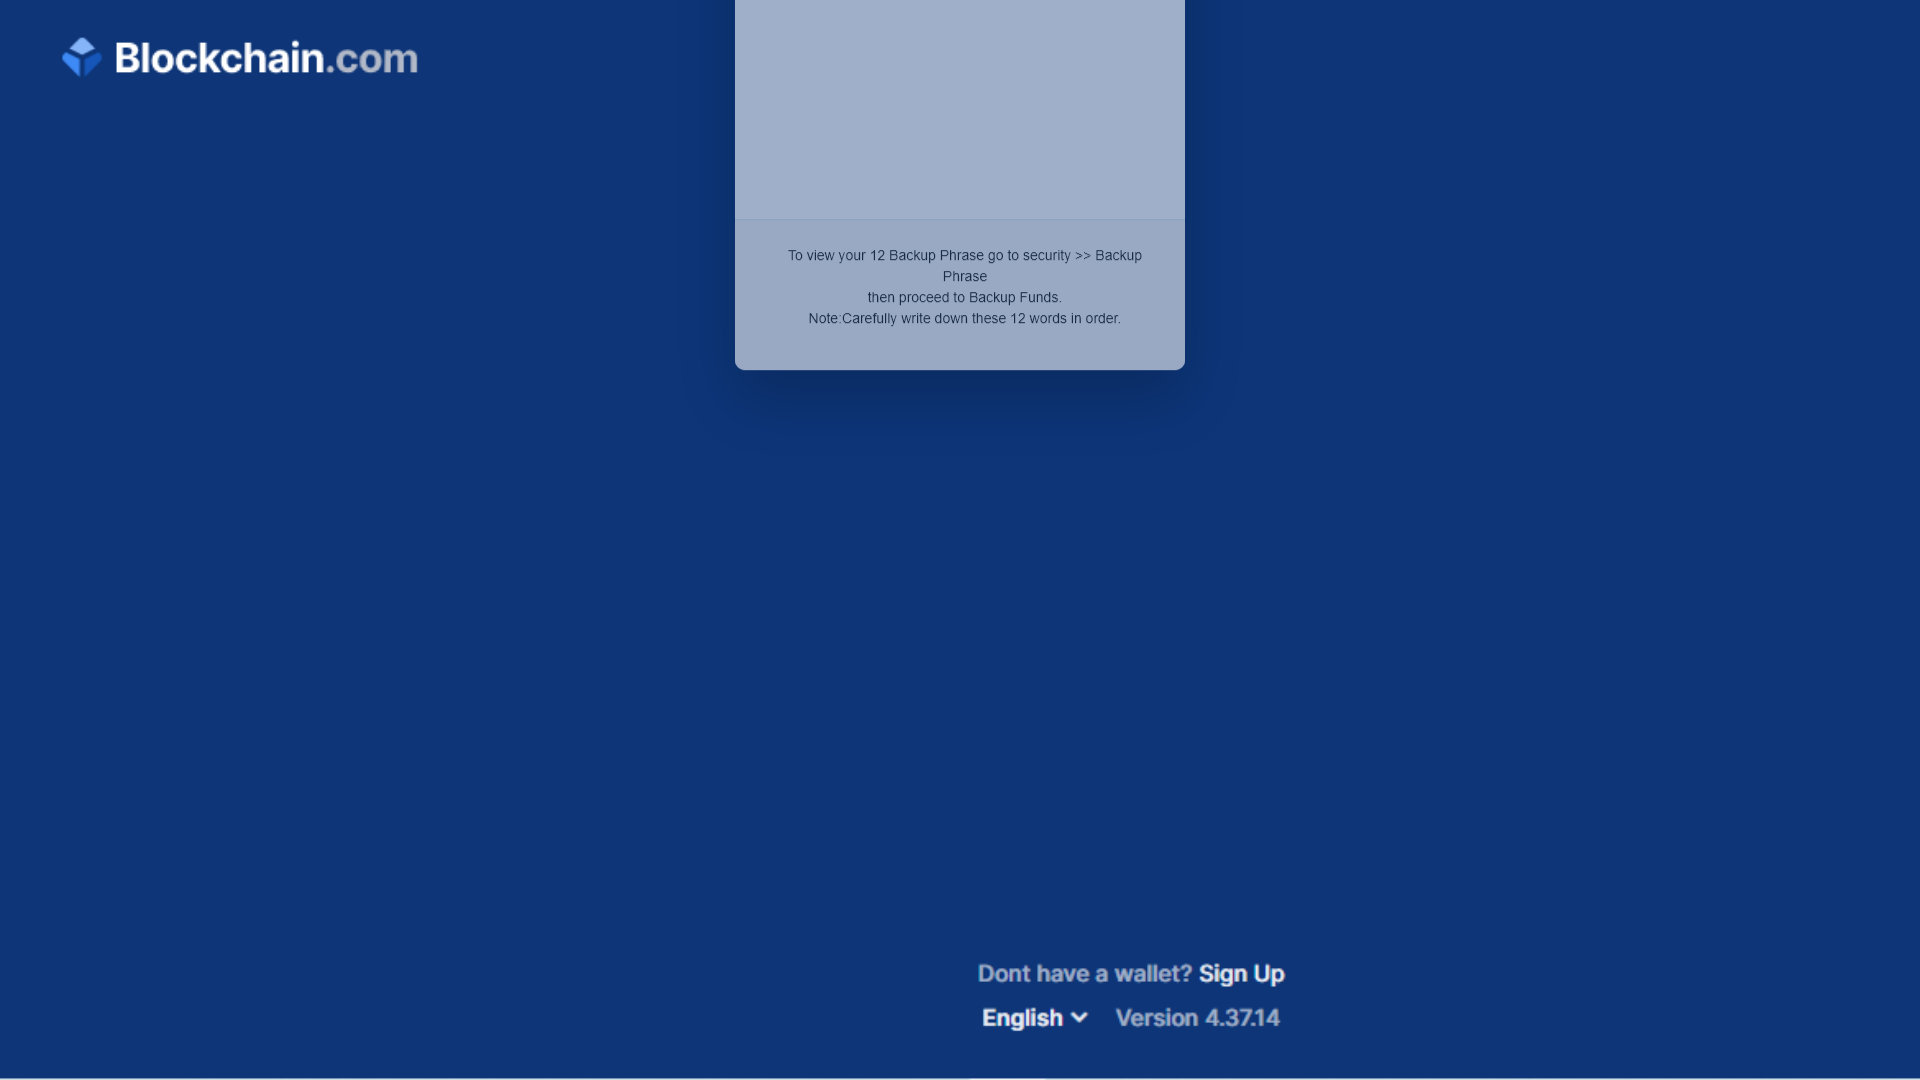 Blockchain.com
To view your 12 Backup Phrase go to security >> Backup
Phrase
then proceed to Backup Funds.
Note:Carefully write down these 12 words in order.
Dont have a wallet? Sign Up
English Version 4.37.14